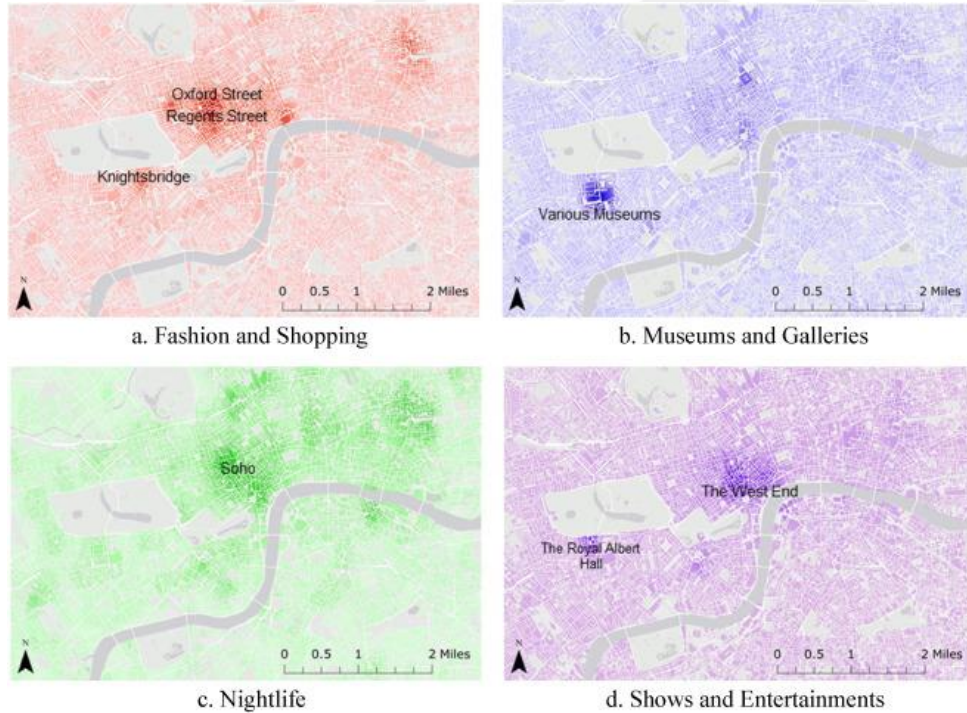 Oxford Street
Regents Street
Knightsbridge
N
0 0.5 1 2 Miles
a. Fashion and Shopping
Various Museums
N
0 0.5 1 2 Miles
b. Museums and Galleries
Soho
N
0 0.5 1 2 Miles
c. Nightlife
The West End
The Royal Albert
Hall
N
0 0.5 1 2 Miles
d. Shows and Entertainments